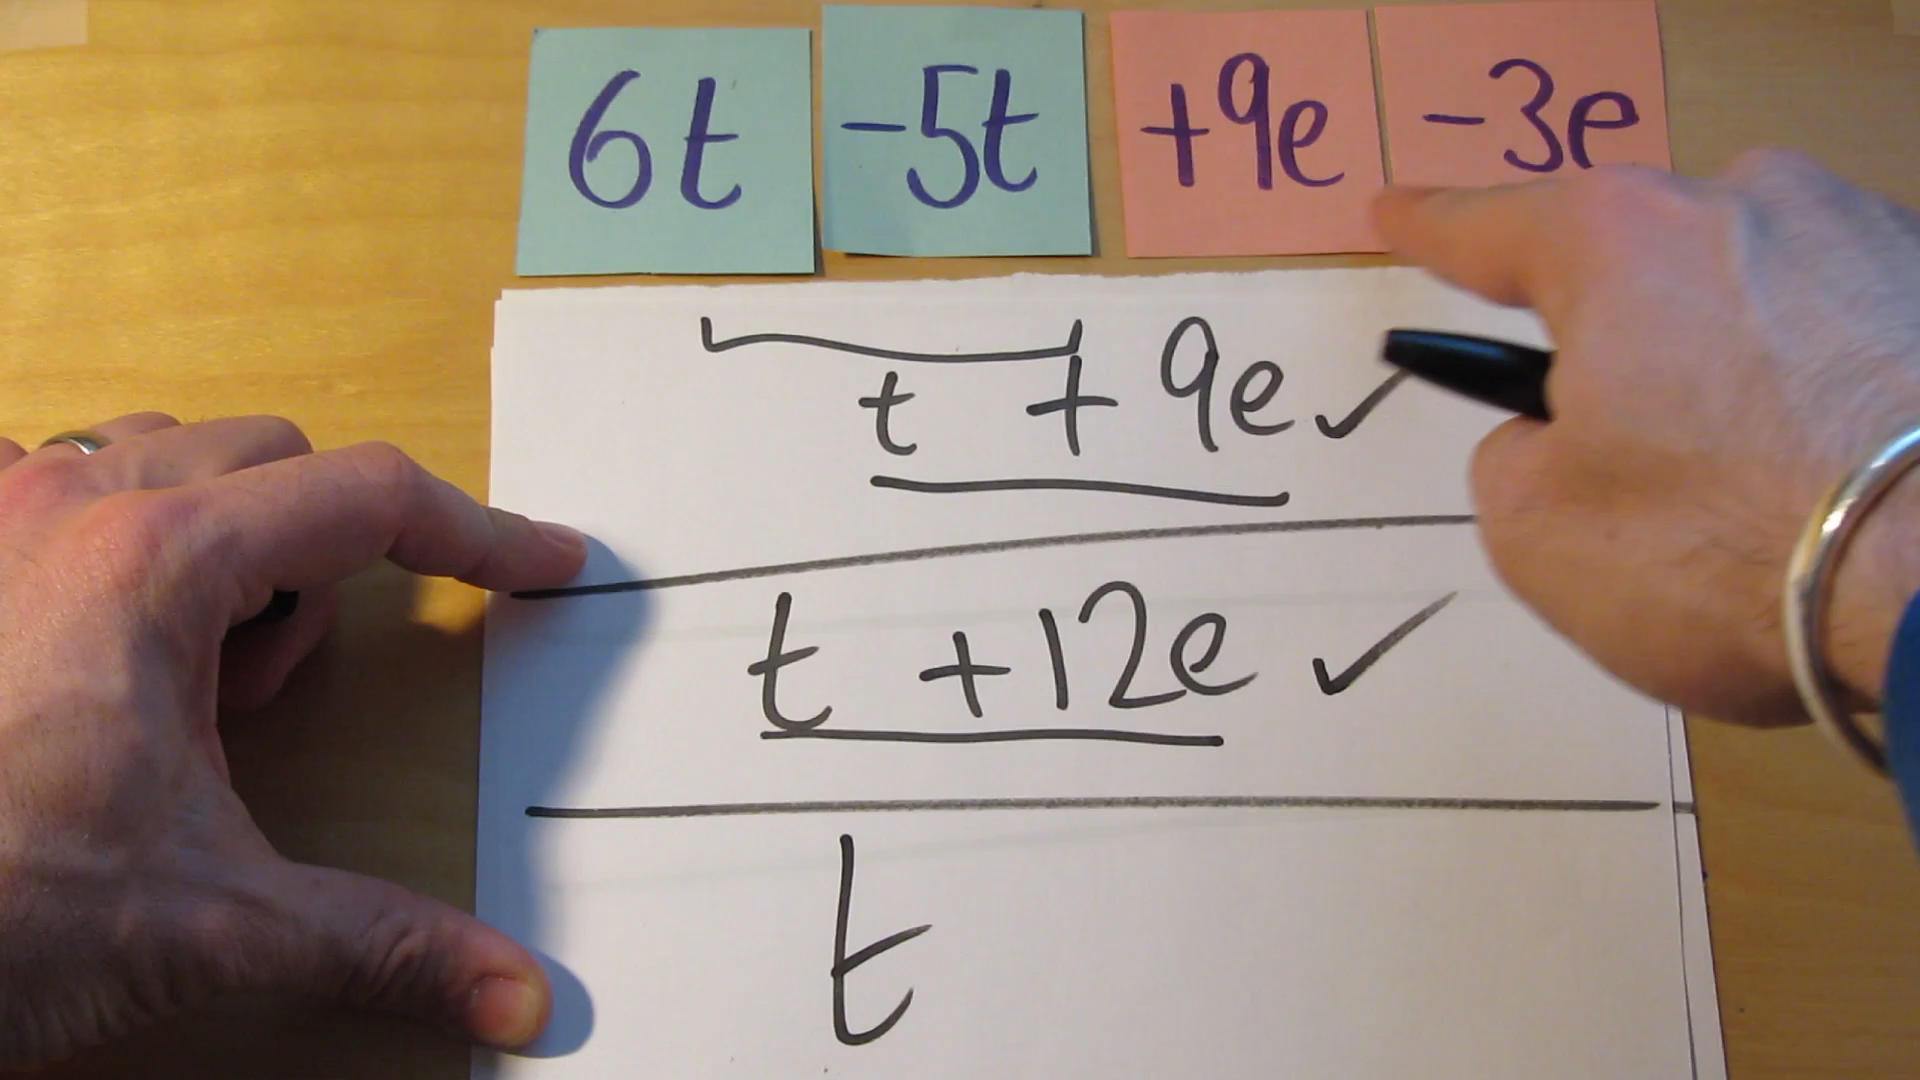 6t -5t +9e -3e
t + 9e ✓
t +12e ✓
t